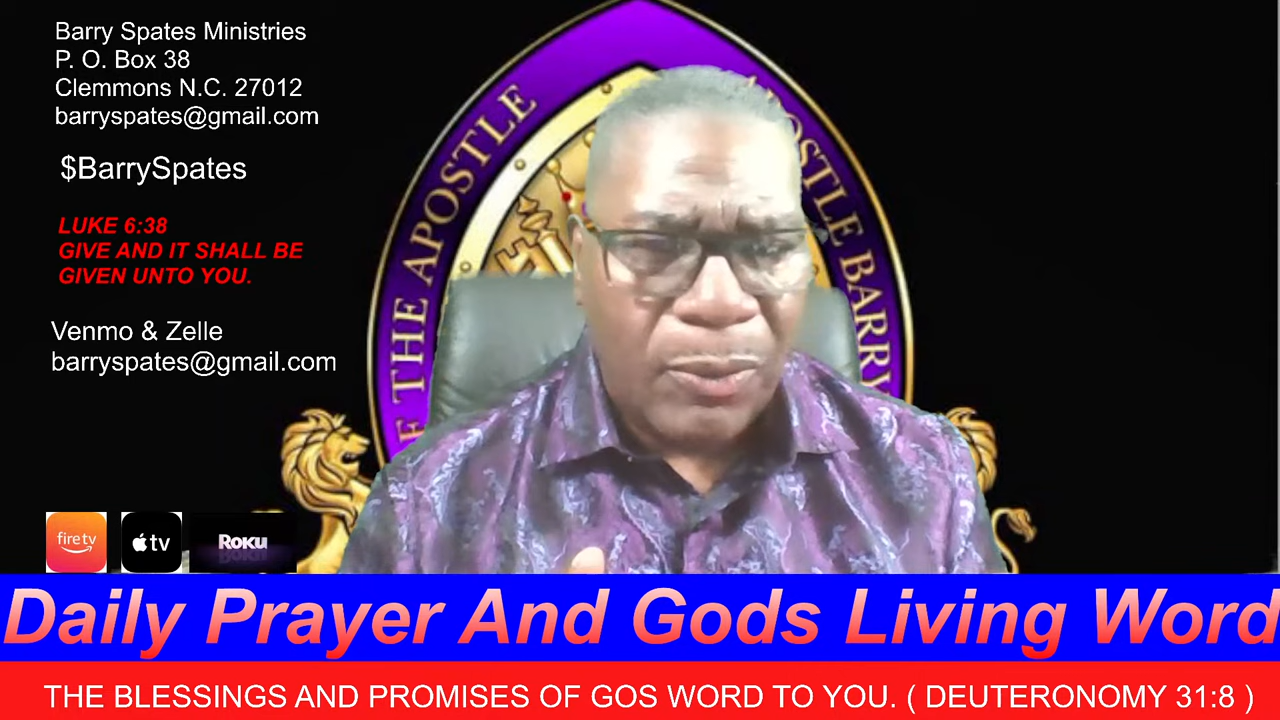 Barry Spates Ministries
P. O. Box 38
Clemmons N.C. 27012
barryspates@gmail.com
$BarrySpates
LUKE 6:38
GIVE AND IT SHALL BE
GIVEN UNTO YOU.
Venmo & Zelle
barryspates@gmail.com
THE APOSTLE
APOSTLE BARRY
fire tv
tv
ROKU
Daily Prayer And Gods Living Word
THE BLESSINGS AND PROMISES OF GOS WORD TO YOU. ( DEUTERONOMY 31:8 )